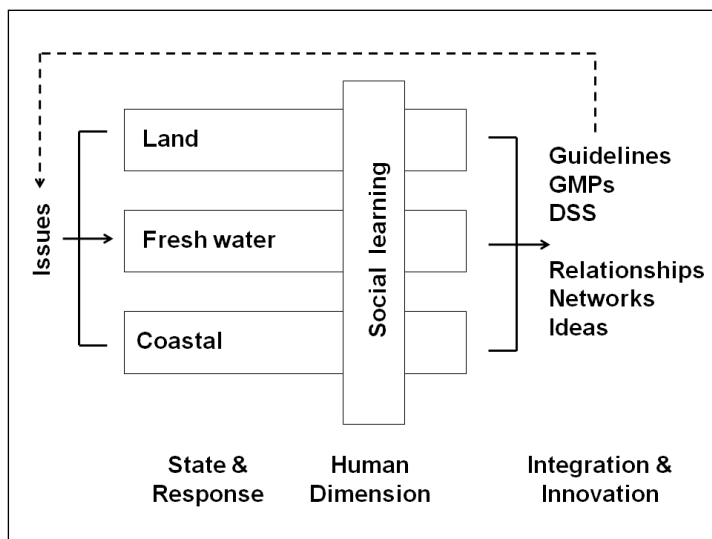 Issues
Land
Fresh water
Coastal
Social learning
Guidelines
GMPs
DSS
Relationships
Networks
Ideas
State &
Response
Human
Dimension
Integration &
Innovation